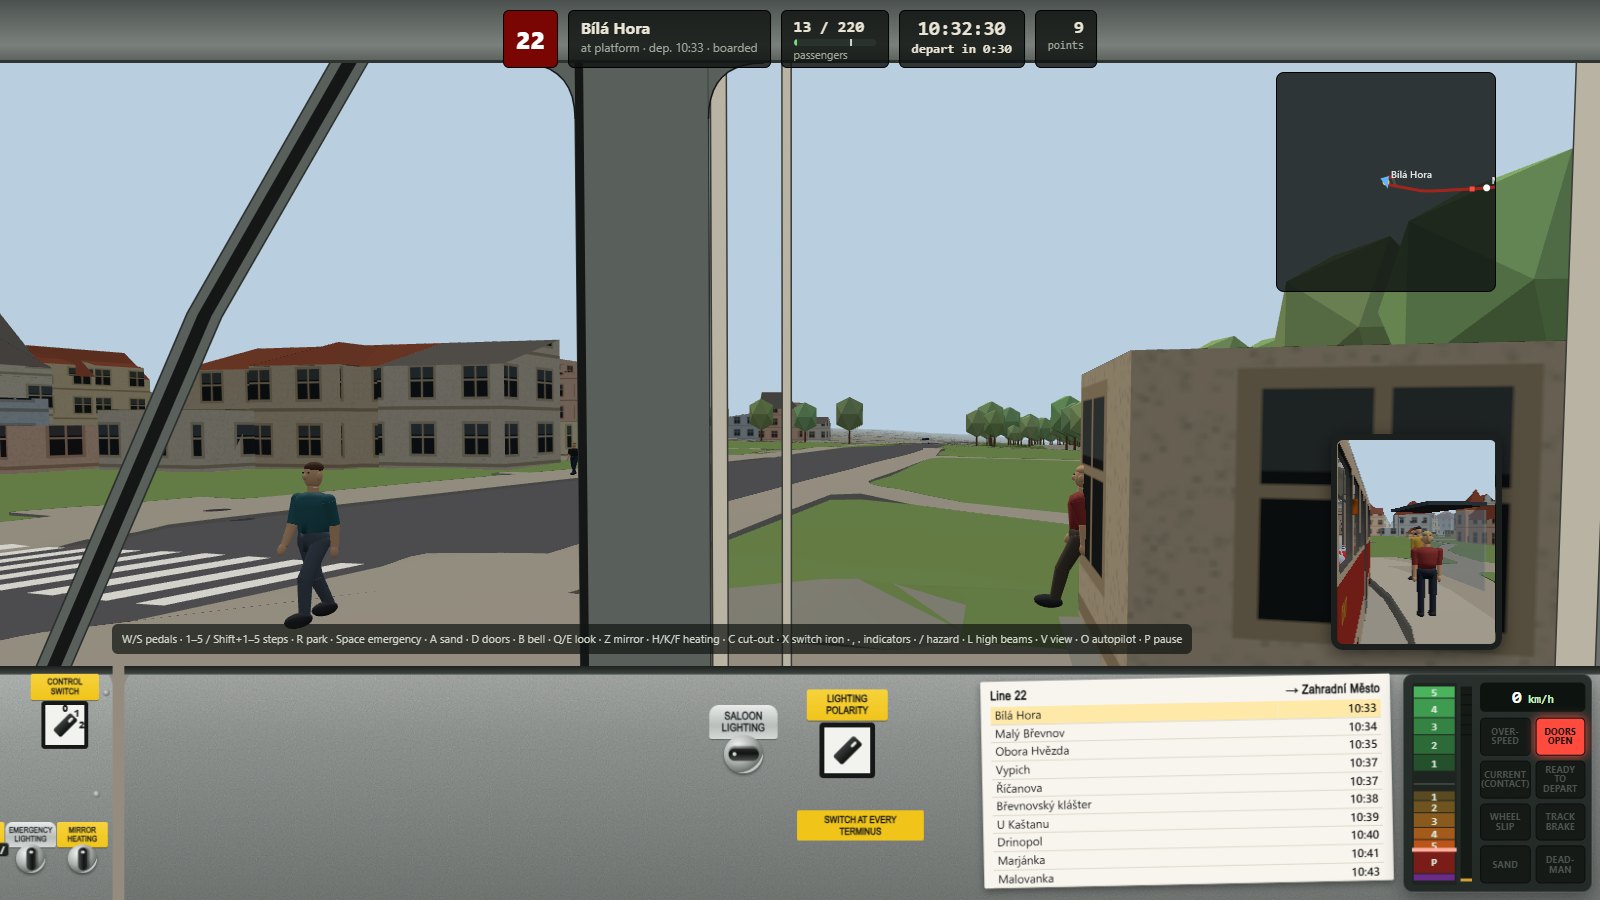 22
Bílá Hora
at platform · dep. 10:33 · boarded
13 / 220
passengers
10:32:30
depart in 0:30
9
points
Bílá Hora
W/S pedals · 1–5 / Shift+1–5 steps · R park · Space emergency · A sand · D doors · B bell · Q/E look · Z mirror · H/K/F heating · C cut-out · X switch iron · , . indicators · / hazard · L high beams · V view · O autopilot · P pause
CONTROL
SWITCH
0
1
2
EMERGENCY
LIGHTING
MIRROR
HEATING
SALOON
LIGHTING
LIGHTING
POLARITY
SWITCH AT EVERY
TERMINUS
Line 22 → Zahradní Město
Bílá Hora 10:33
Malý Břevnov 10:34
Obora Hvězda 10:35
Vypich 10:37
Říčanova 10:37
Břevnovský klášter 10:38
U Kaštanu 10:39
Drinopol 10:40
Marjánka 10:41
Malovanka 10:43
5
4
3
2
1
1
2
3
4
5
P
0 km/h
OVER-
SPEED
DOORS
OPEN
CURRENT
(CONTACT)
READY
TO
DEPART
WHEEL
SLIP
TRACK
BRAKE
SAND
DEAD-
MAN